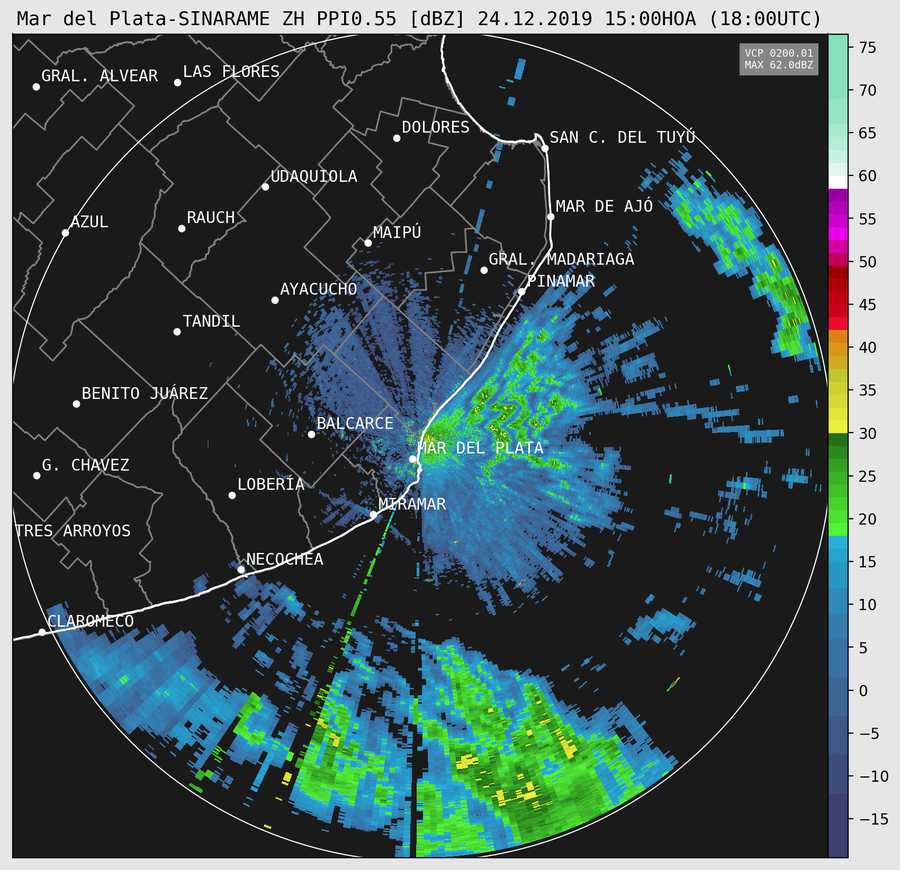 Mar del Plata-SINARAME ZH PPI0.55 [dBZ] 24.12.2019 15:00HOA (18:00UTC)
VCP 0200.01
MAX 62.0dBZ
GRAL. ALVEAR
LAS FLORES
DOLORES
SAN C. DEL TUYÚ
UDAQUIOLA
MAR DE AJÓ
RAUCH
AZUL
MAIPÚ
GRAL. MADARIAGA
PINAMAR
AYACUCHO
TANDIL
BENITO JUÁREZ
BALCARCE
MAR DEL PLATA
G. CHAVEZ
LOBERÍA
MIRAMAR
TRES ARROYOS
NECOCHEA
CLAROMECO
75
70
65
60
55
50
45
40
35
30
25
20
15
10
5
0
−5
−10
−15